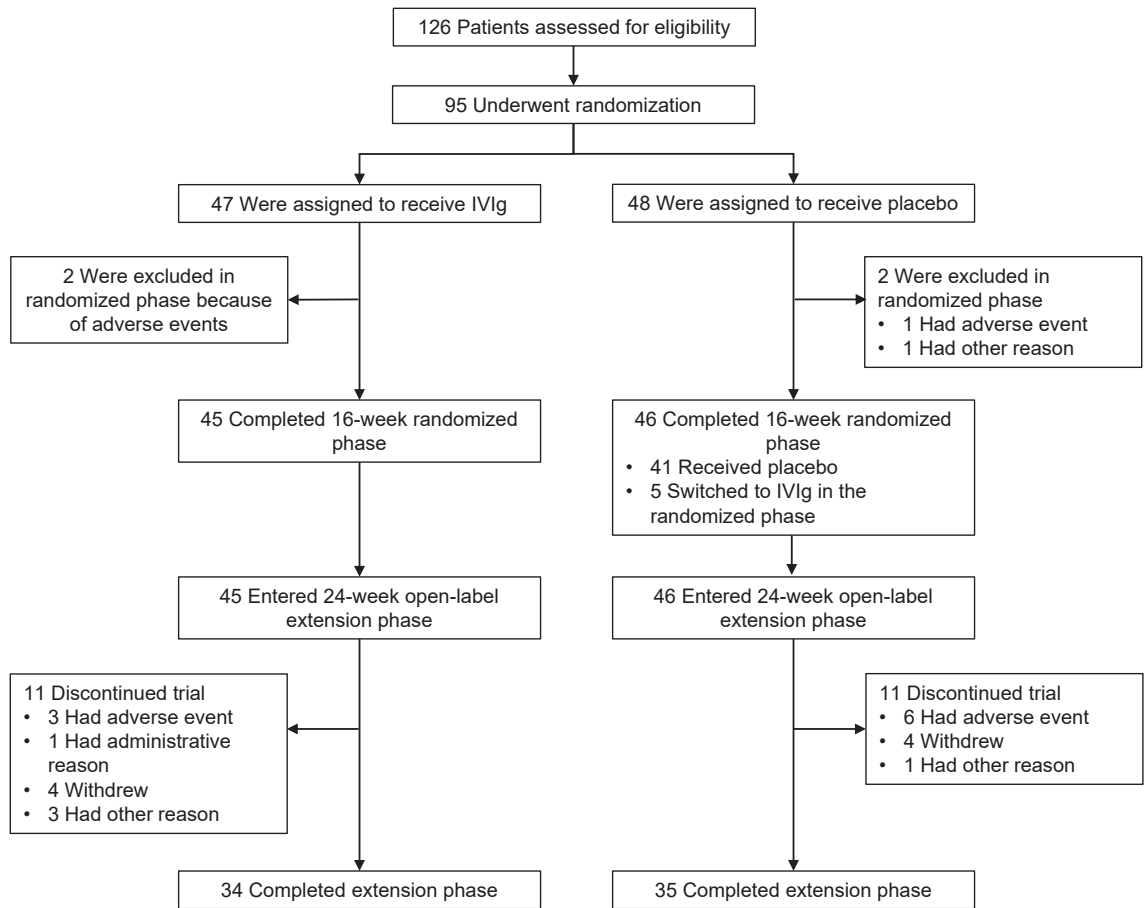 126 Patients assessed for eligibility
95 Underwent randomization
47 Were assigned to receive IVIg
48 Were assigned to receive placebo
2 Were excluded in
randomized phase because
of adverse events
2 Were excluded in
randomized phase
• 1 Had adverse event
• 1 Had other reason
45 Completed 16-week randomized
phase
46 Completed 16-week randomized
phase
• 41 Received placebo
• 5 Switched to IVIg in the
randomized phase
45 Entered 24-week open-label
extension phase
46 Entered 24-week open-label
extension phase
11 Discontinued trial
• 3 Had adverse event
• 1 Had administrative
reason
• 4 Withdrew
• 3 Had other reason
11 Discontinued trial
• 6 Had adverse event
• 4 Withdrew
• 1 Had other reason
34 Completed extension phase
35 Completed extension phase